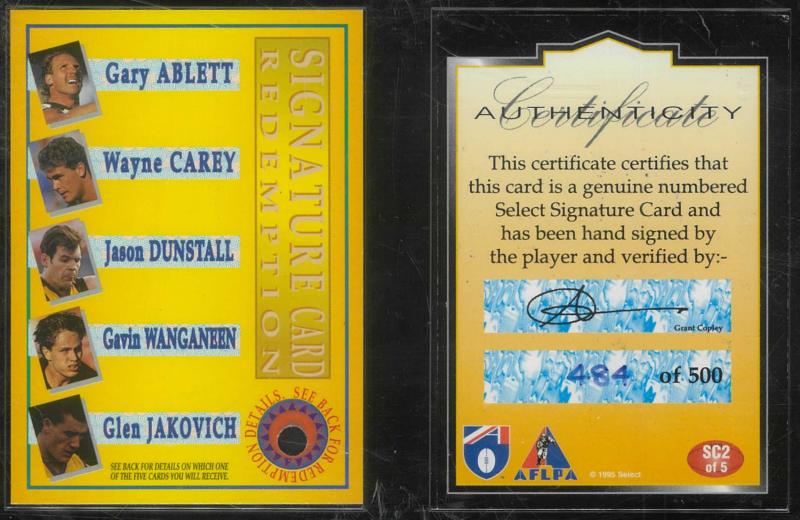 Gary ABLETT
Wayne CAREY
Jason DUNSTALL
Gavin WANGANEEN
Glen JAKOVICH
SIGNATURE CARD
REDEMPTION
SEE BACK FOR REDEMPTION DETAILS.
SEE BACK FOR DETAILS ON WHICH ONE
OF THE FIVE CARDS YOU WILL RECEIVE.
Certificate
AUTHENTICITY
This certificate certifies that
this card is a genuine numbered
Select Signature Card and
has been hand signed by
the player and verified by:-
Grant Copley
484 of 500
AFLPA
© 1995 Select
SC2
of 5